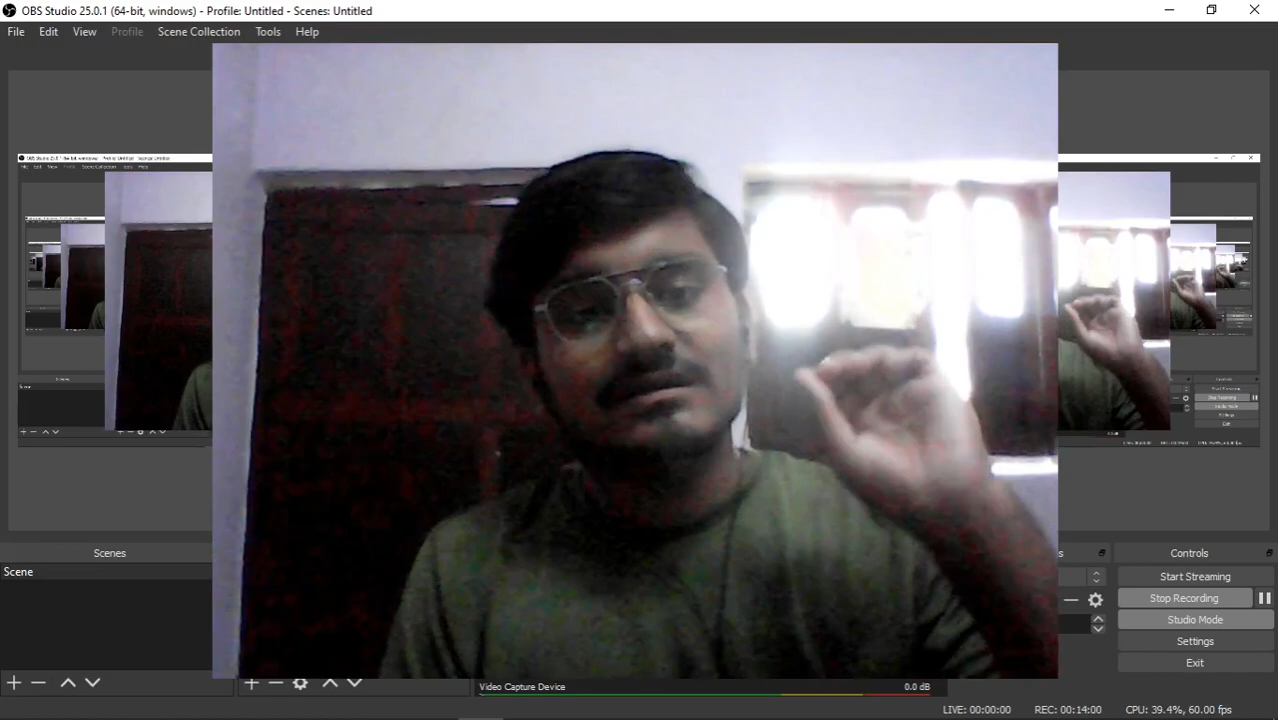 OBS Studio 25.0.1 (64-bit, windows) - Profile: Untitled - Scenes: Untitled
File Edit View Profile Scene Collection Tools Help
Scenes
Controls
Scene
Start Streaming
Stop Recording
Studio Mode
Settings
Exit
Video Capture Device 0.0 dB
LIVE: 00:00:00 REC: 00:14:00 CPU: 39.4%, 60.00 fps